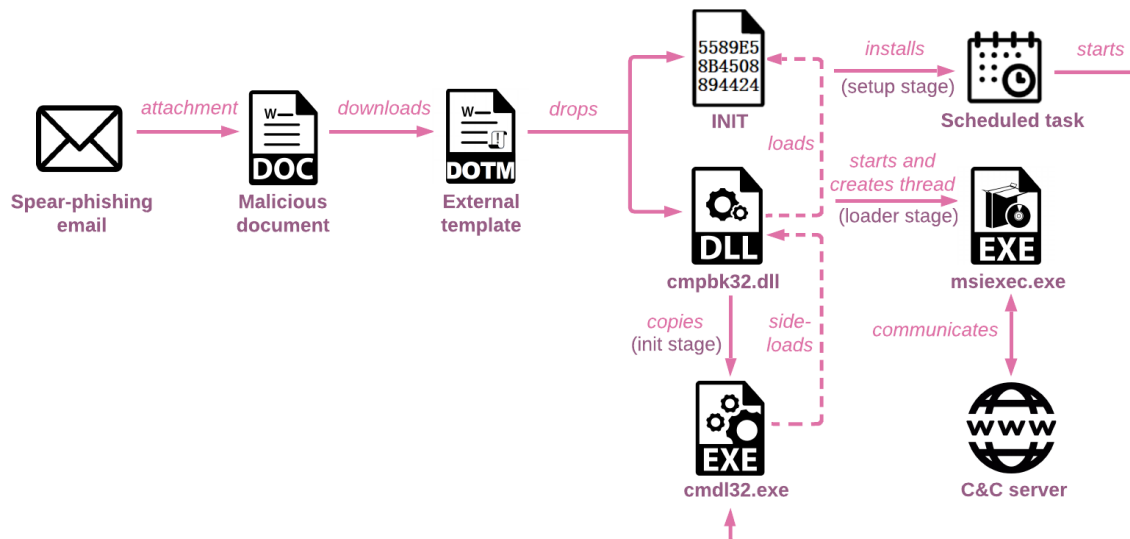 attachment
downloads
drops
5589E5
8B4508
894424
INIT
installs
(setup stage)
Scheduled task
starts
W
DOC
W
DOTM
Spear-phishing
email
Malicious
document
External
template
loads
DLL
cmpbk32.dll
starts and
creates thread
(loader stage)
EXE
msiexec.exe
copies
(init stage)
side-
loads
communicates
EXE
cmdl32.exe
WWW
C&C server